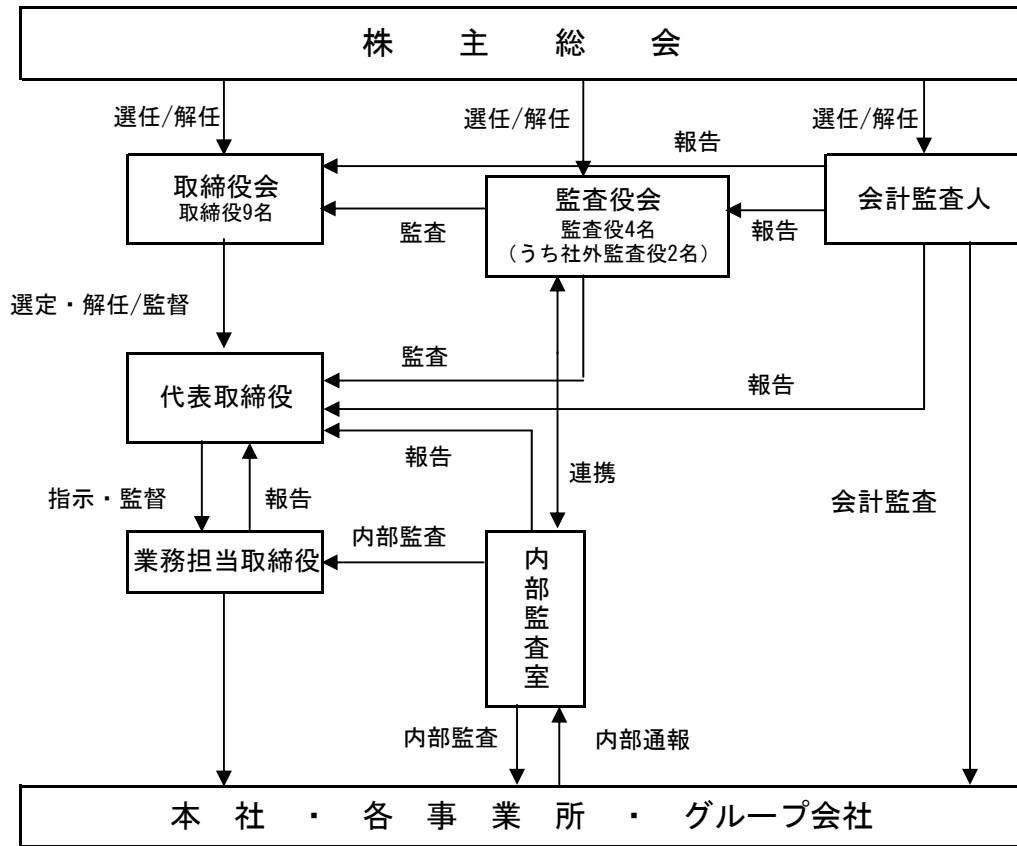 株主総会
選任/解任
選任/解任
選任/解任
報告
取締役会
取締役9名
監査役会
監査役4名
（うち社外監査役2名）
会計監査人
監査
報告
選定・解任/監督
監査
報告
代表取締役
報告
連携
指示・監督
報告
会計監査
内部監査
業務担当取締役
内部監査室
内部監査
内部通報
本社・各事業所・グループ会社